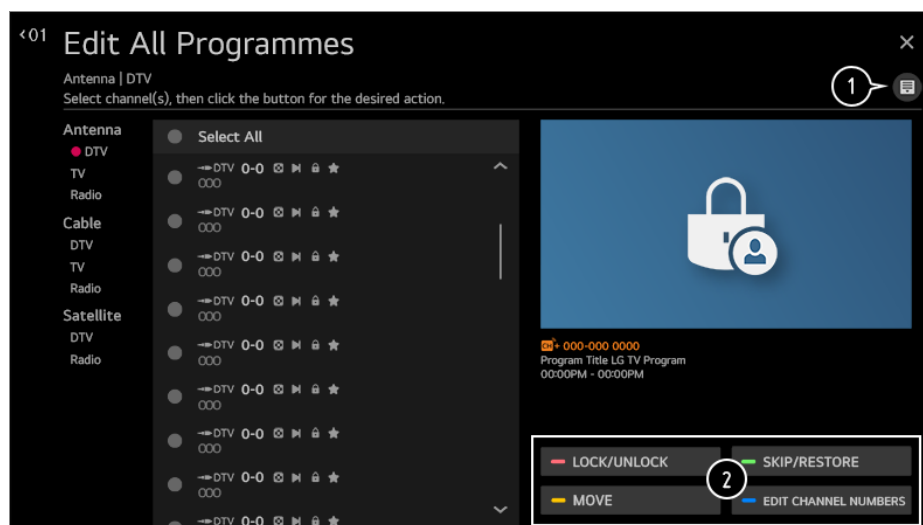 ‹01
Edit All Programmes
Antenna | DTV
Select channel(s), then click the button for the desired action.
1
Antenna
DTV
TV
Radio
Cable
DTV
TV
Radio
Satellite
DTV
Radio
Select All
DTV 0-0
000
DTV 0-0
000
DTV 0-0
000
DTV 0-0
000
DTV 0-0
000
DTV 0-0
000
DTV 0-0
000
DTV 0-0
000
DTV 0-0
CH+ 000-000 0000
Program Title LG TV Program
00:00PM - 00:00PM
LOCK/UNLOCK
SKIP/RESTORE
2
MOVE
EDIT CHANNEL NUMBERS